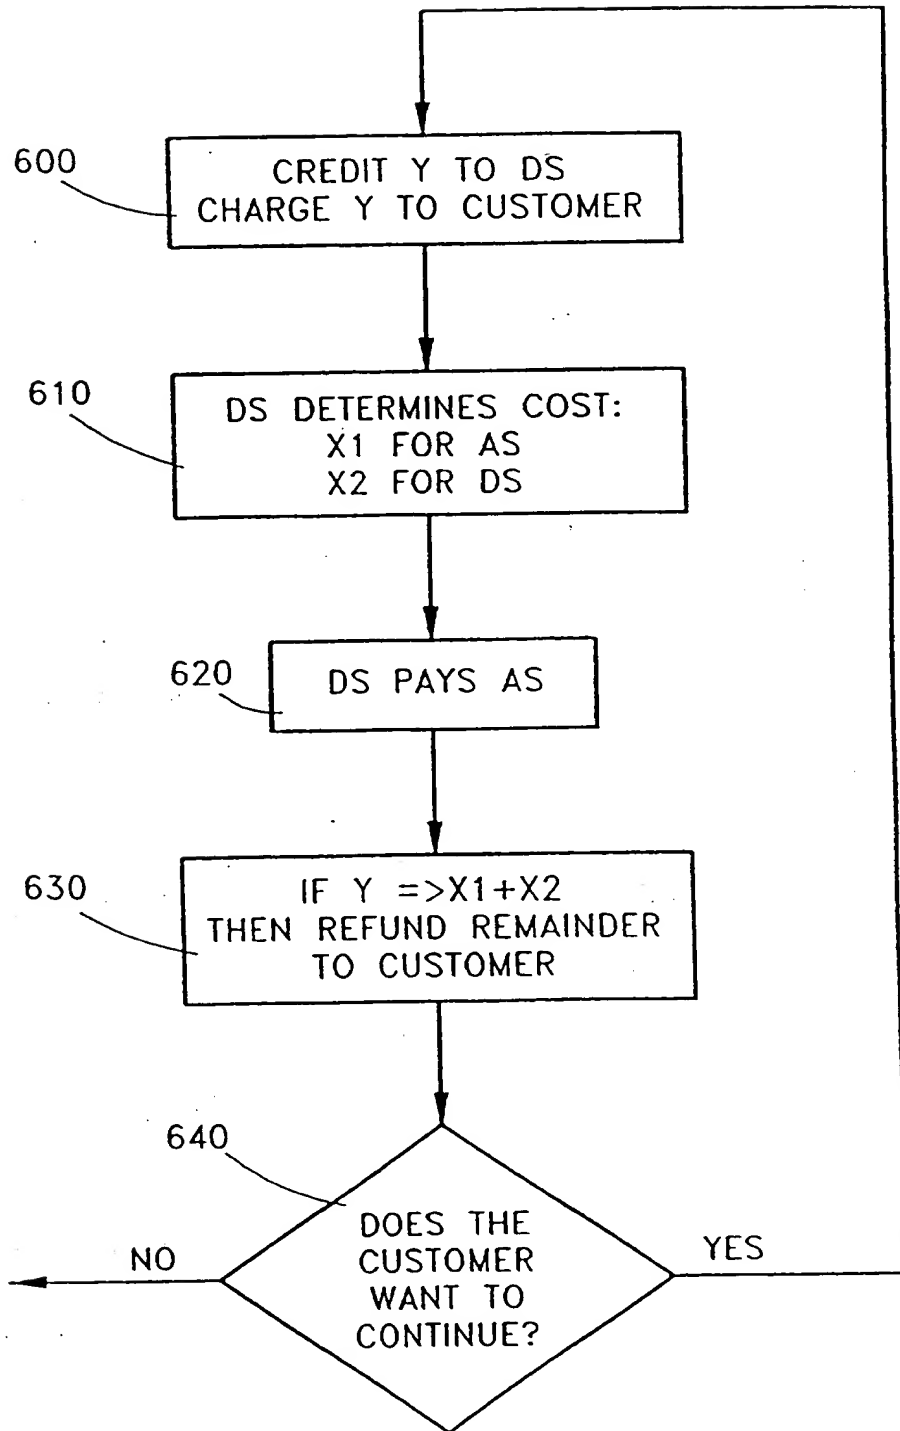 600
CREDIT Y TO DS
CHARGE Y TO CUSTOMER
610
DS DETERMINES COST:
X1 FOR AS
X2 FOR DS
620
DS PAYS AS
630
IF Y =>X1+X2
THEN REFUND REMAINDER
TO CUSTOMER
640
DOES THE
CUSTOMER
WANT TO
CONTINUE?
NO
YES